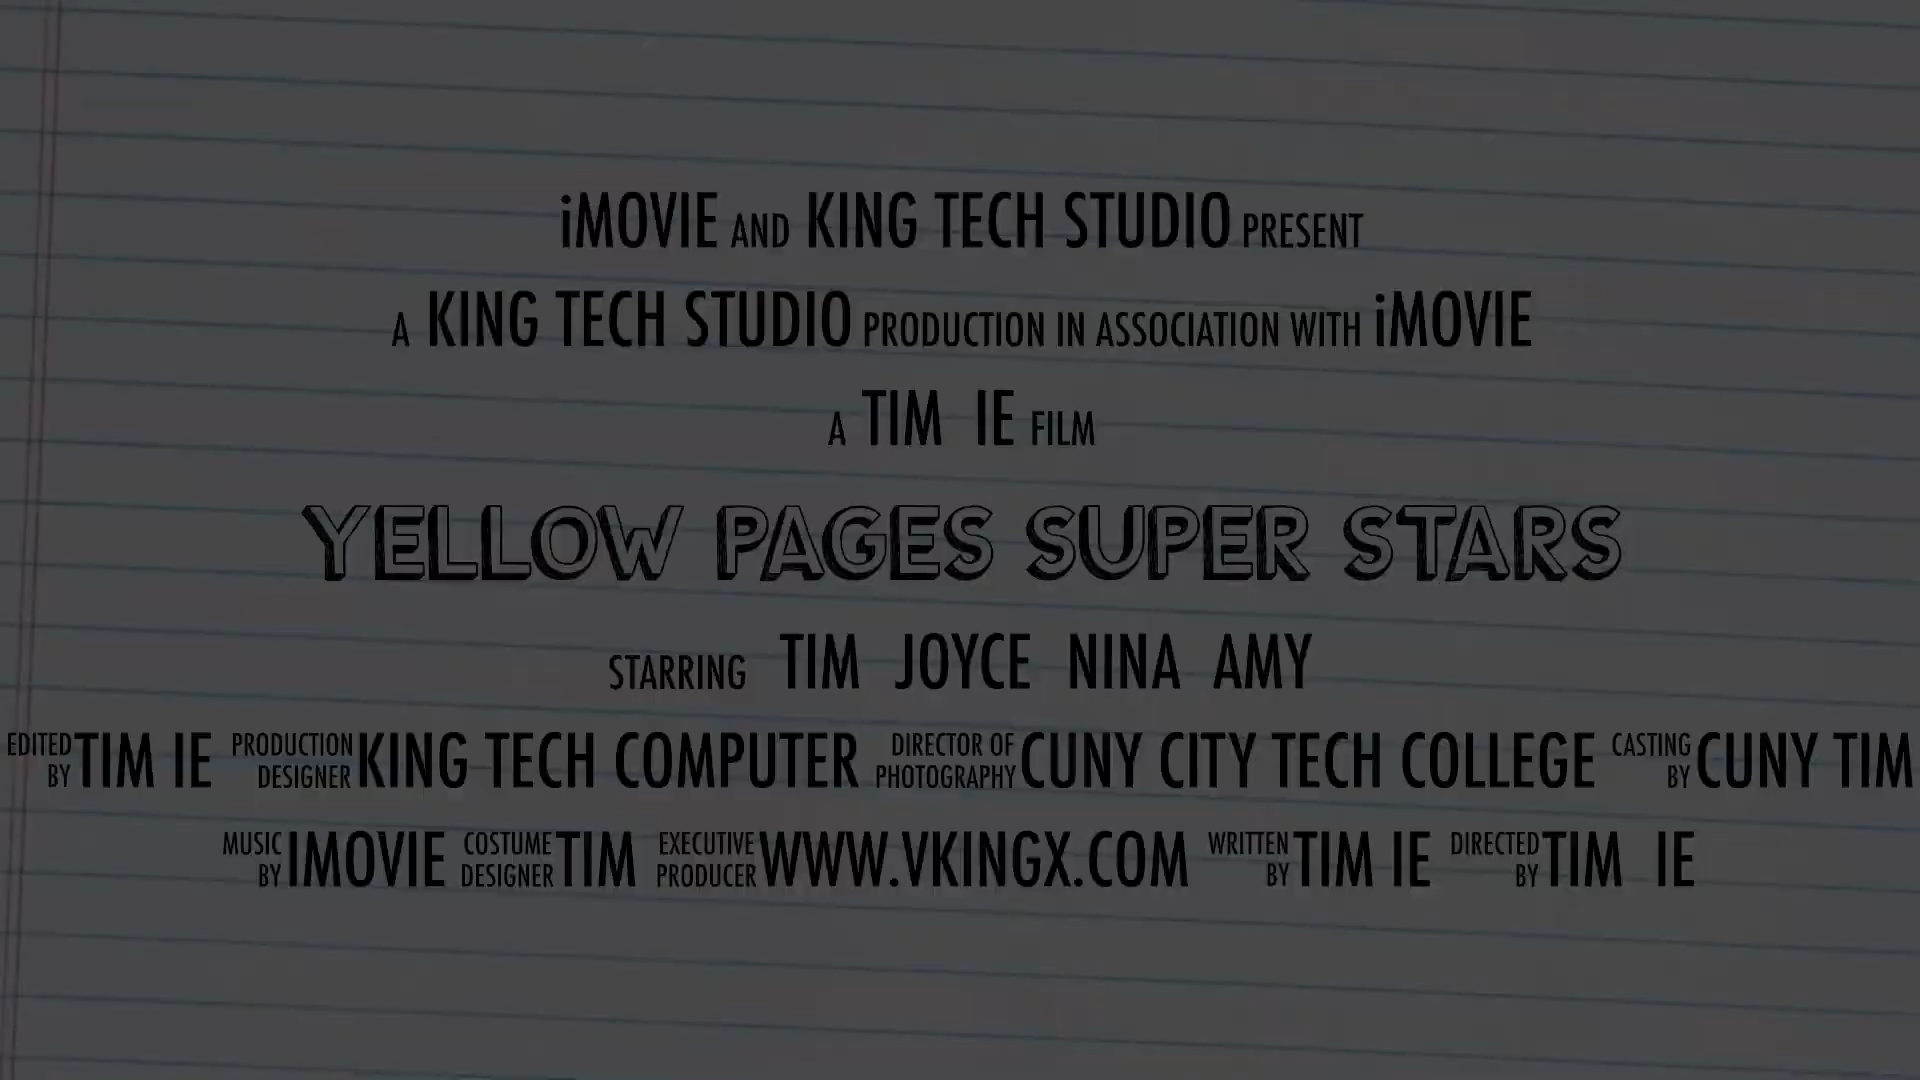 iMOVIE AND KING TECH STUDIO PRESENT
A KING TECH STUDIO PRODUCTION IN ASSOCIATION WITH iMOVIE
A TIM IE FILM
YELLOW PAGES SUPER STARS
STARRING TIM JOYCE NINA AMY
EDITED BY TIM IE PRODUCTION DESIGNER KING TECH COMPUTER DIRECTOR OF PHOTOGRAPHY CUNY CITY TECH COLLEGE CASTING BY CUNY TIM
MUSIC BY IMOVIE COSTUME DESIGNER TIM EXECUTIVE PRODUCER WWW.VKINGX.COM WRITTEN BY TIM IE DIRECTED BY TIM IE